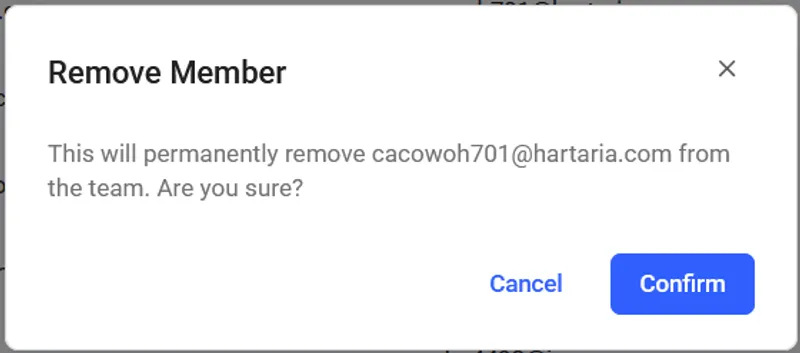 Remove Member
This will permanently remove cacowoh701@hartaria.com from
the team. Are you sure?
Cancel
Confirm